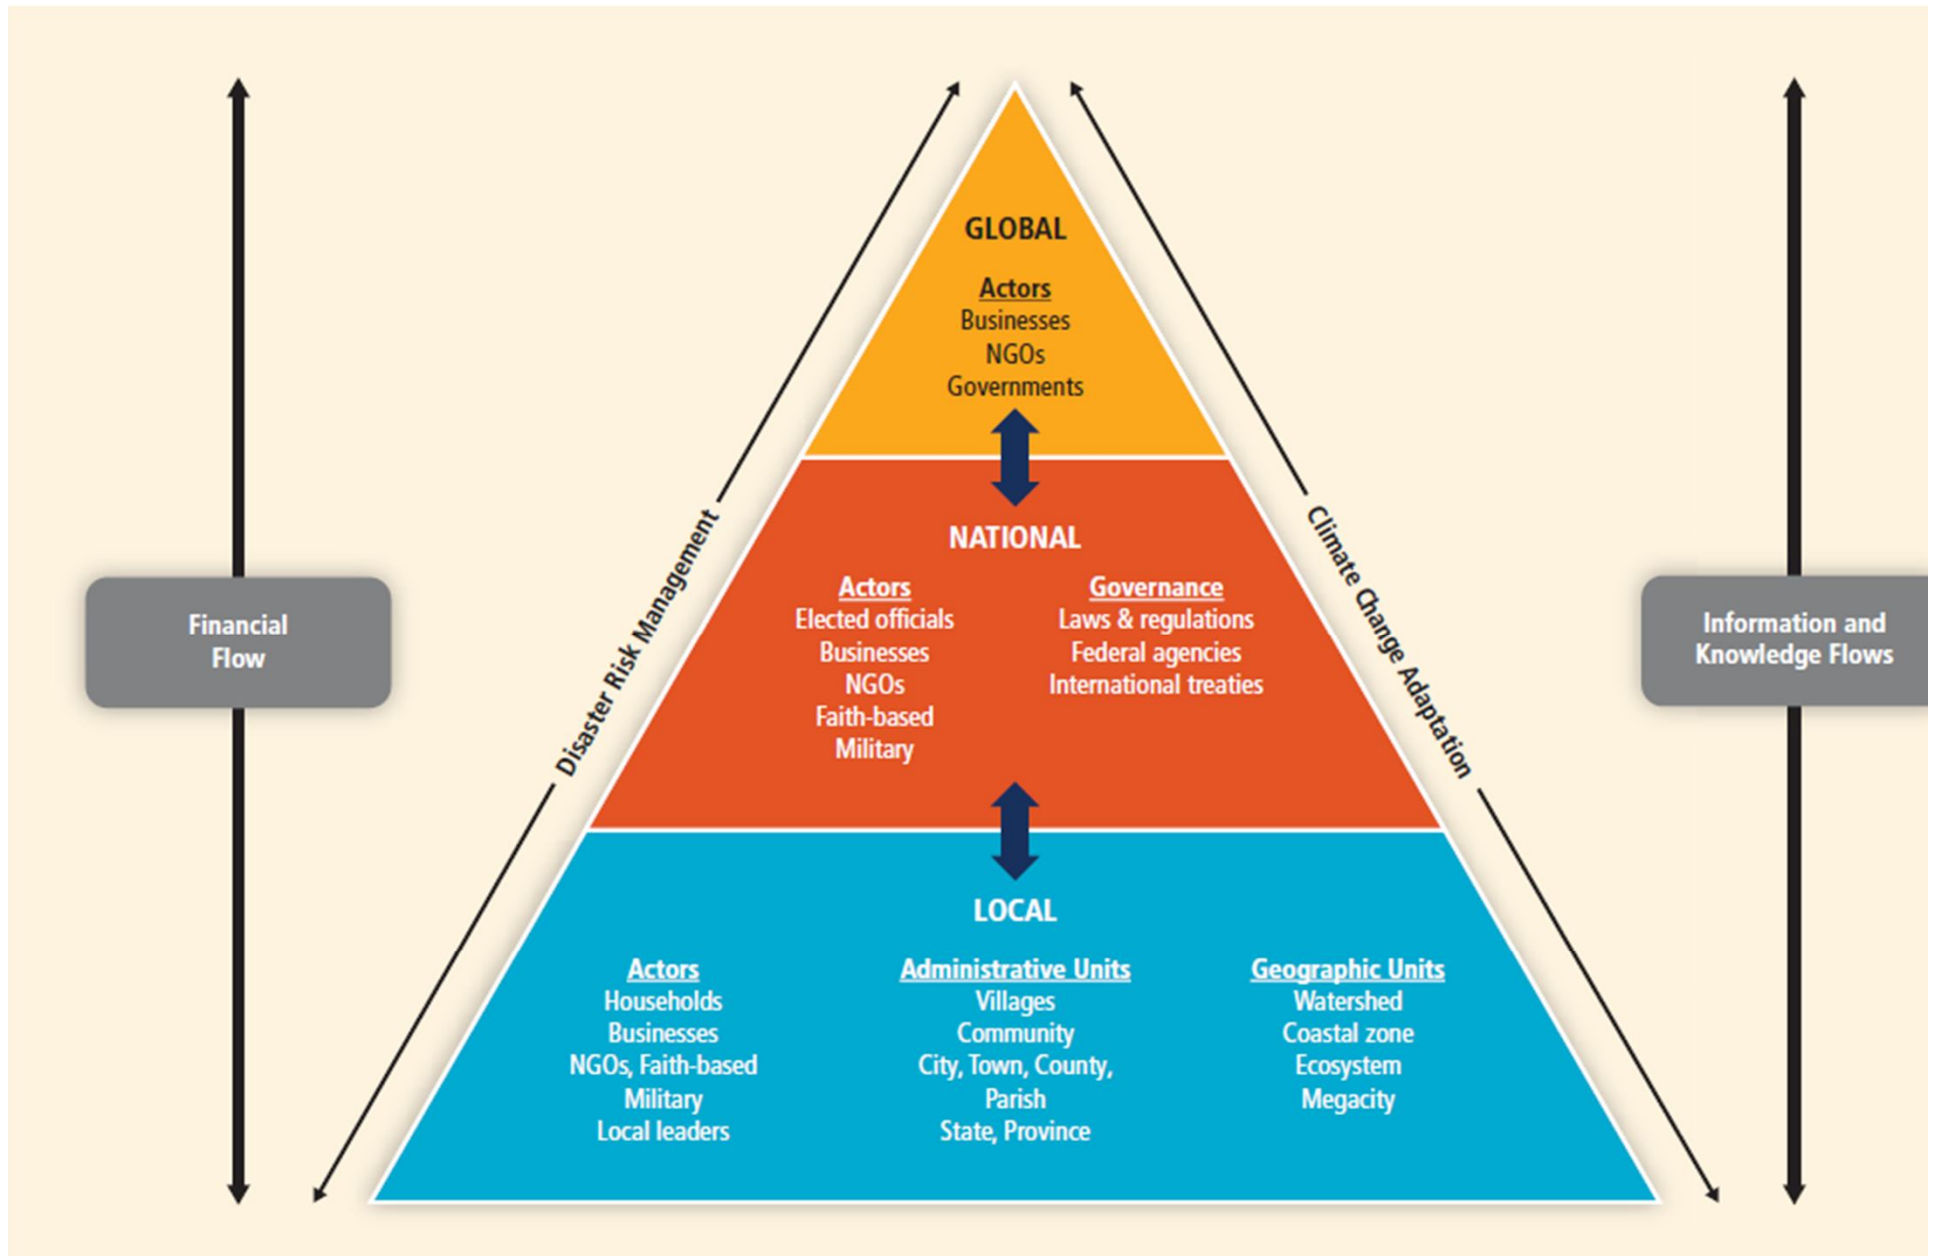 GLOBAL
Actors
Businesses
NGOs
Governments
NATIONAL
Actors
Elected officials
Businesses
NGOs
Faith-based
Military
Governance
Laws & regulations
Federal agencies
International treaties
LOCAL
Actors
Households
Businesses
NGOs, Faith-based
Military
Local leaders
Administrative Units
Villages
Community
City, Town, County,
Parish
State, Province
Geographic Units
Watershed
Coastal zone
Ecosystem
Megacity
Financial
Flow
Disaster Risk Management
Climate Change Adaptation
Information and
Knowledge Flows